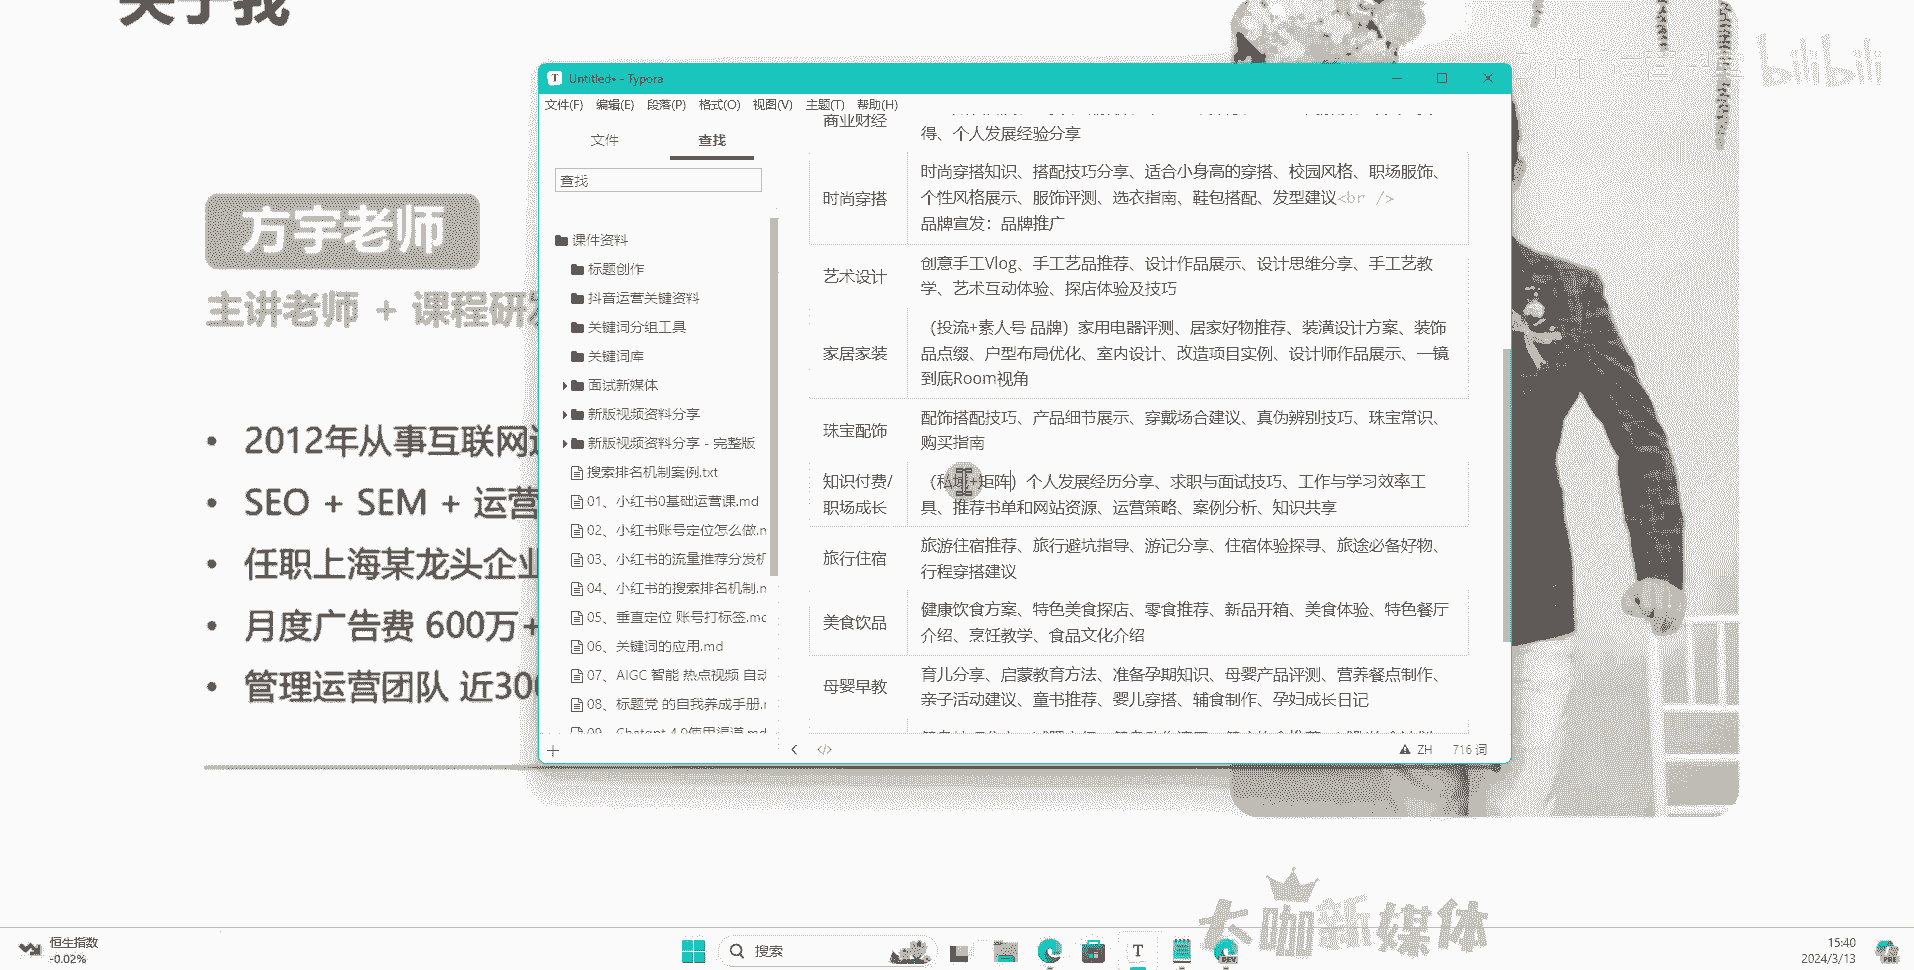 关于我
bilibili
方宇老师
主讲老师 + 课程研发
2012年从事互联网运
SEO + SEM + 运营
任职上海某龙头企业
月度广告费 600万+
管理运营团队 近300
Untitled• - Typora
文件(F) 编辑(E) 段落(P) 格式(O) 视图(V) 主题(T) 帮助(H)
文件 查找
查找
课件资料
标题创作
抖音运营关键资料
关键词分组工具
关键词库
面试新媒体
新版视频资料分享
新版视频资料分享 - 完整版
搜索排名机制案例.txt
01、小红书0基础运营课.md
02、小红书账号定位怎么做.m
03、小红书的流量推荐分发机
04、小红书的搜索排名机制.m
05、垂直定位 账号打标签.mc
06、关键词的应用.md
07、AIGC 智能 热点视频 自动
08、标题党 的自我养成手册.r
09、Chatgpt 4.0使用渠道.md
商业财经
得、个人发展经验分享
时尚穿搭
时尚穿搭知识、搭配技巧分享、适合小身高的穿搭、校园风格、职场服饰、
个性风格展示、服饰评测、选衣指南、鞋包搭配、发型建议<br />
品牌宣发：品牌推广
艺术设计
创意手工Vlog、手工艺品推荐、设计作品展示、设计思维分享、手工艺教
学、艺术互动体验、探店体验及技巧
家居家装
（投流+素人号 品牌）家用电器评测、居家好物推荐、装潢设计方案、装饰
品点缀、户型布局优化、室内设计、改造项目实例、设计师作品展示、一镜
到底Room视角
珠宝配饰
配饰搭配技巧、产品细节展示、穿戴场合建议、真伪辨别技巧、珠宝常识、
购买指南
知识付费/
职场成长
（私域+矩阵）个人发展经历分享、求职与面试技巧、工作与学习效率工
具、推荐书单和网站资源、运营策略、案例分析、知识共享
旅行住宿
旅游住宿推荐、旅行避坑指导、游记分享、住宿体验探寻、旅途必备好物、
行程穿搭建议
美食饮品
健康饮食方案、特色美食探店、零食推荐、新品开箱、美食体验、特色餐厅
介绍、烹饪教学、食品文化介绍
母婴早教
育儿分享、启蒙教育方法、准备孕期知识、母婴产品评测、营养餐点制作、
亲子活动建议、童书推荐、婴儿穿搭、辅食制作、孕妇成长日记
ZH 716 词
大咖新媒体
恒生指数
-0.02%
搜索
15:40
2024/3/13